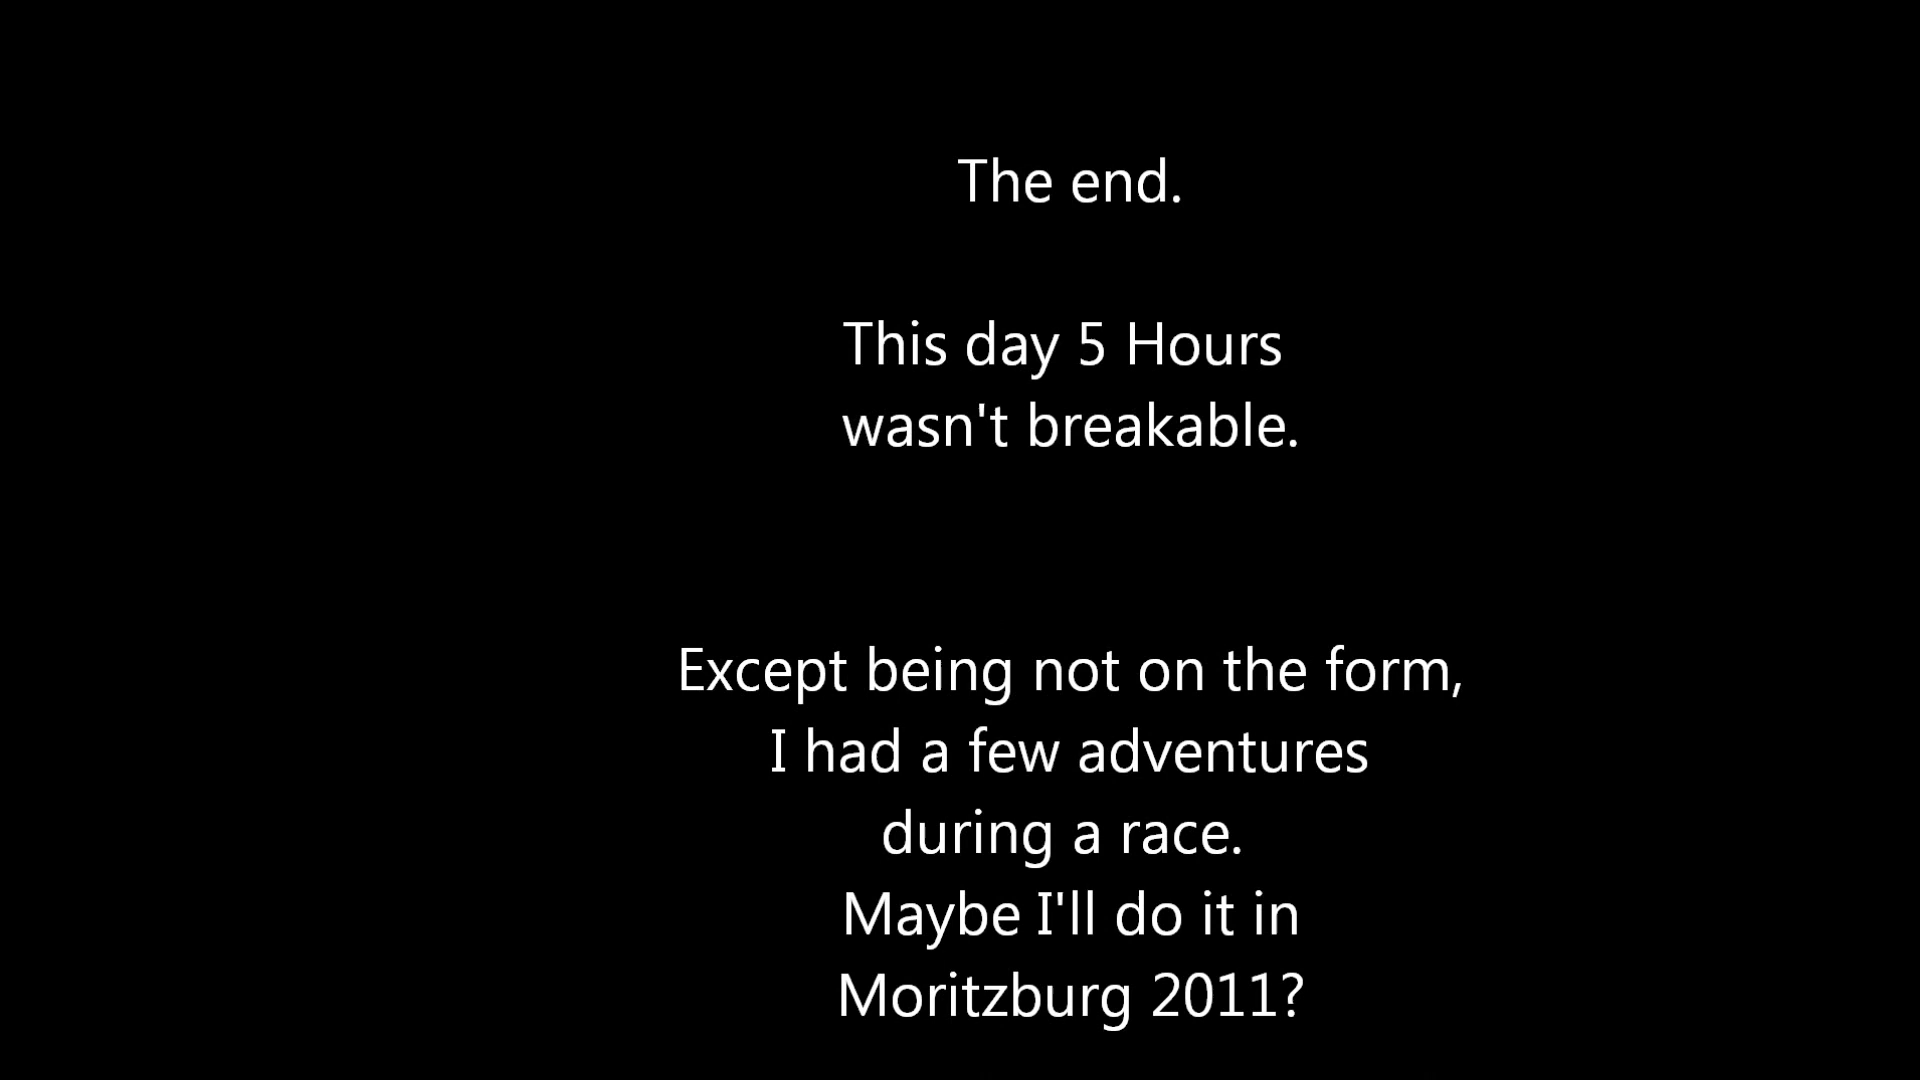 The end.
This day 5 Hours
wasn't breakable.
Except being not on the form,
I had a few adventures
during a race.
Maybe I'll do it in
Moritzburg 2011?